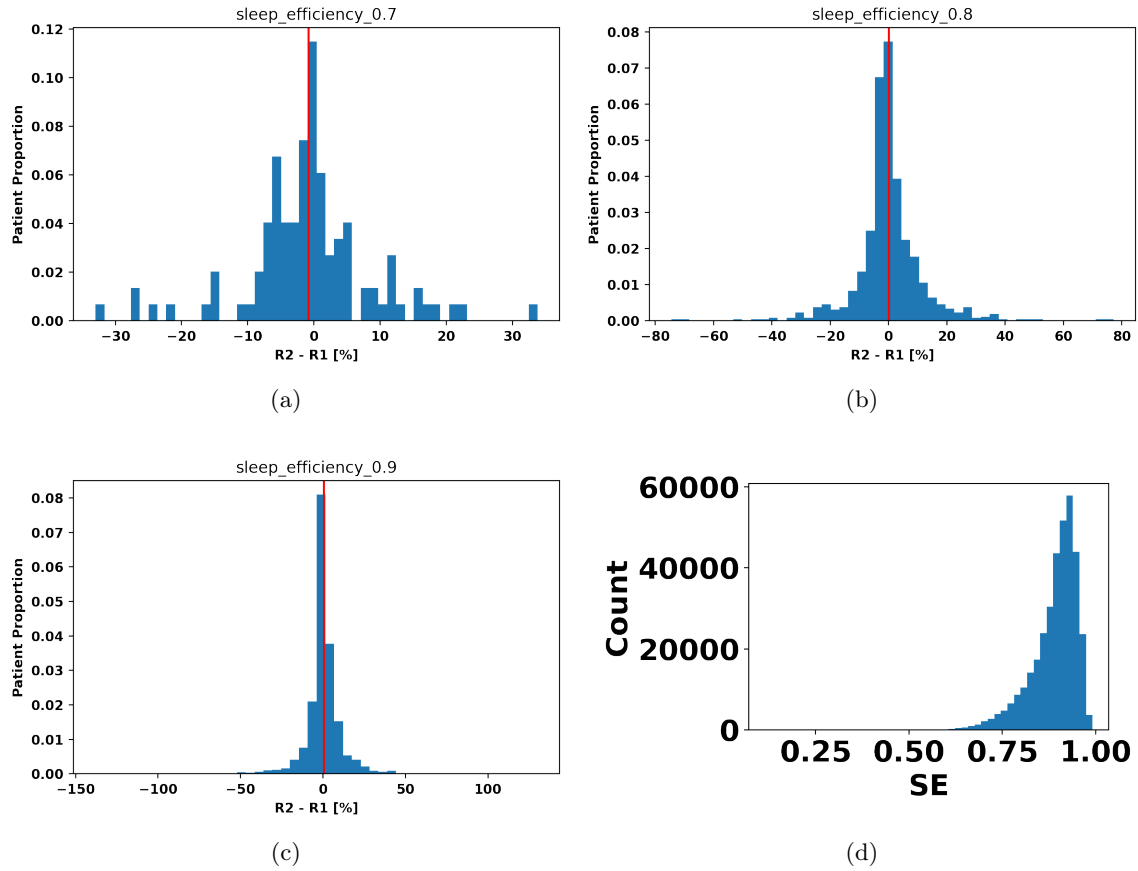 sleep_efficiency_0.7
0.12
0.10
0.08
0.06
0.04
0.02
0.00
Patient Proportion
−30 −20 −10 0 10 20 30
R2 - R1 [%]
(a)
sleep_efficiency_0.8
0.08
0.07
0.06
0.05
0.04
0.03
0.02
0.01
0.00
Patient Proportion
−80 −60 −40 −20 0 20 40 60 80
R2 - R1 [%]
(b)
sleep_efficiency_0.9
0.08
0.07
0.06
0.05
0.04
0.03
0.02
0.01
0.00
Patient Proportion
−150 −100 −50 0 50 100
R2 - R1 [%]
(c)
60000
40000
20000
0
Count
0.25 0.50 0.75 1.00
SE
(d)